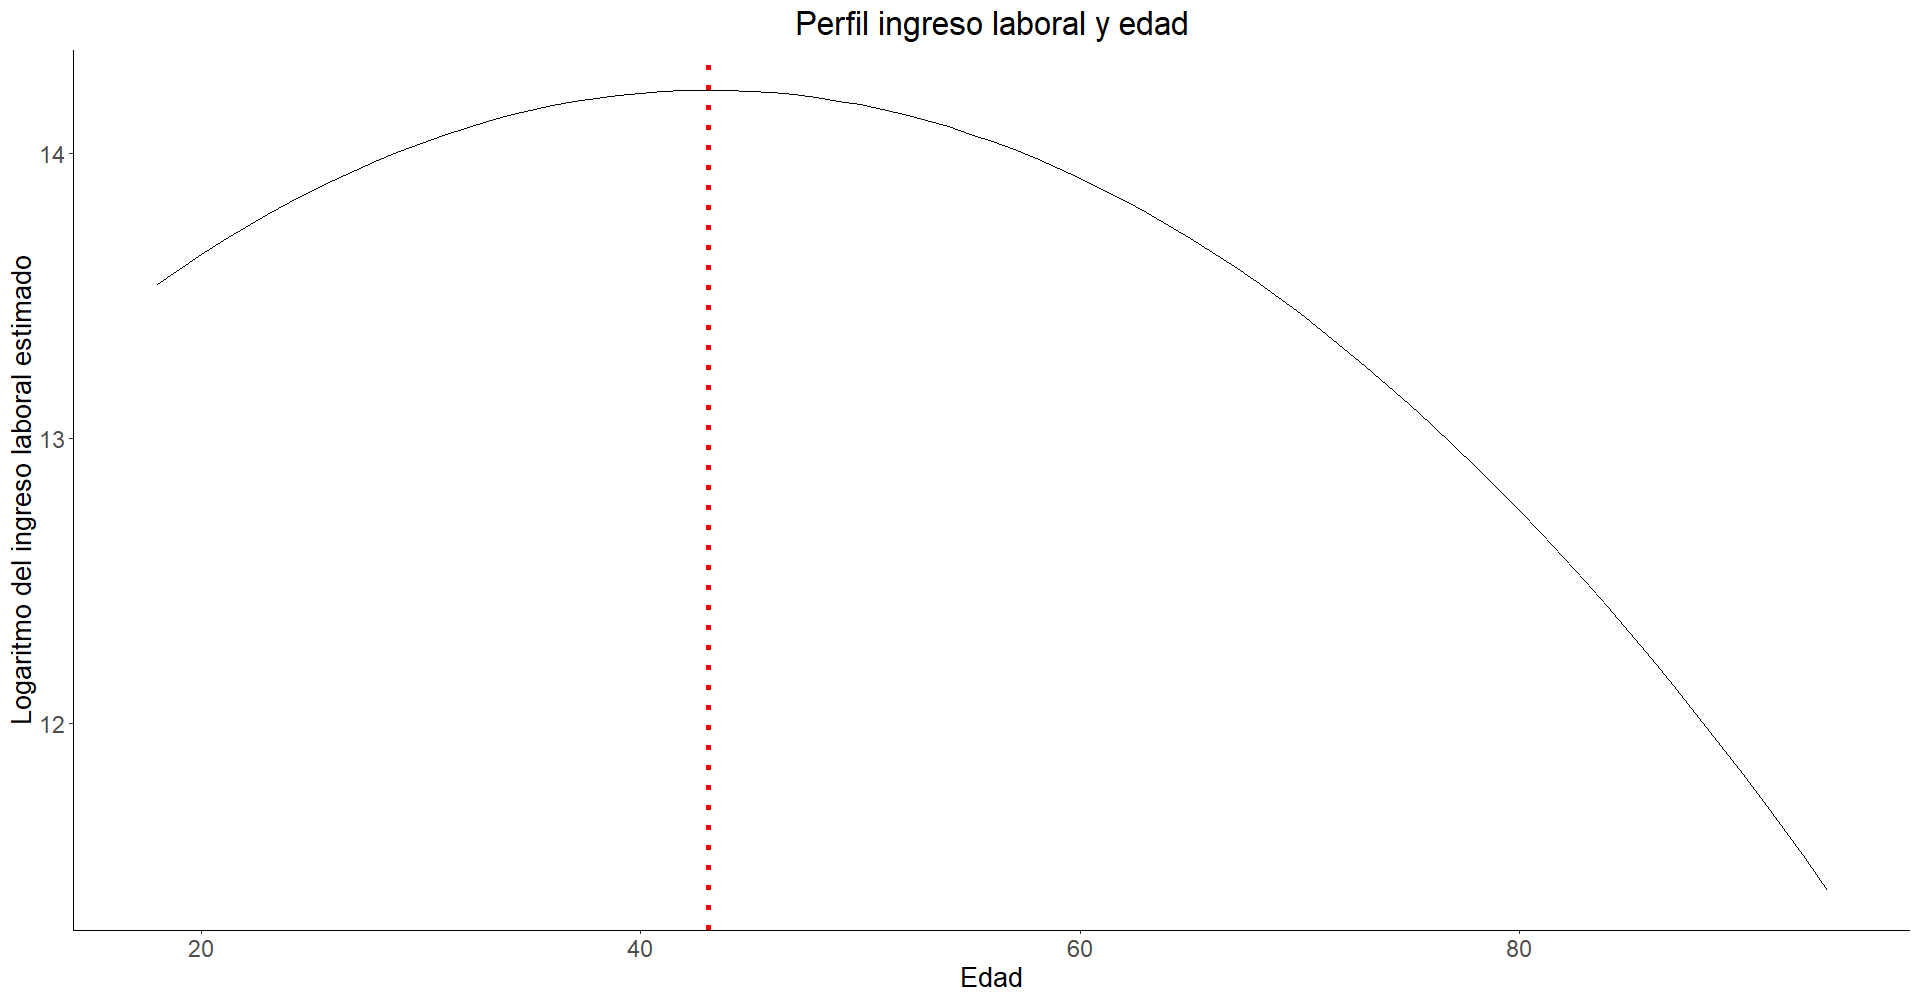 Perfil ingreso laboral y edad
Logaritmo del ingreso laboral estimado
14
13
12
20 40 60 80
Edad